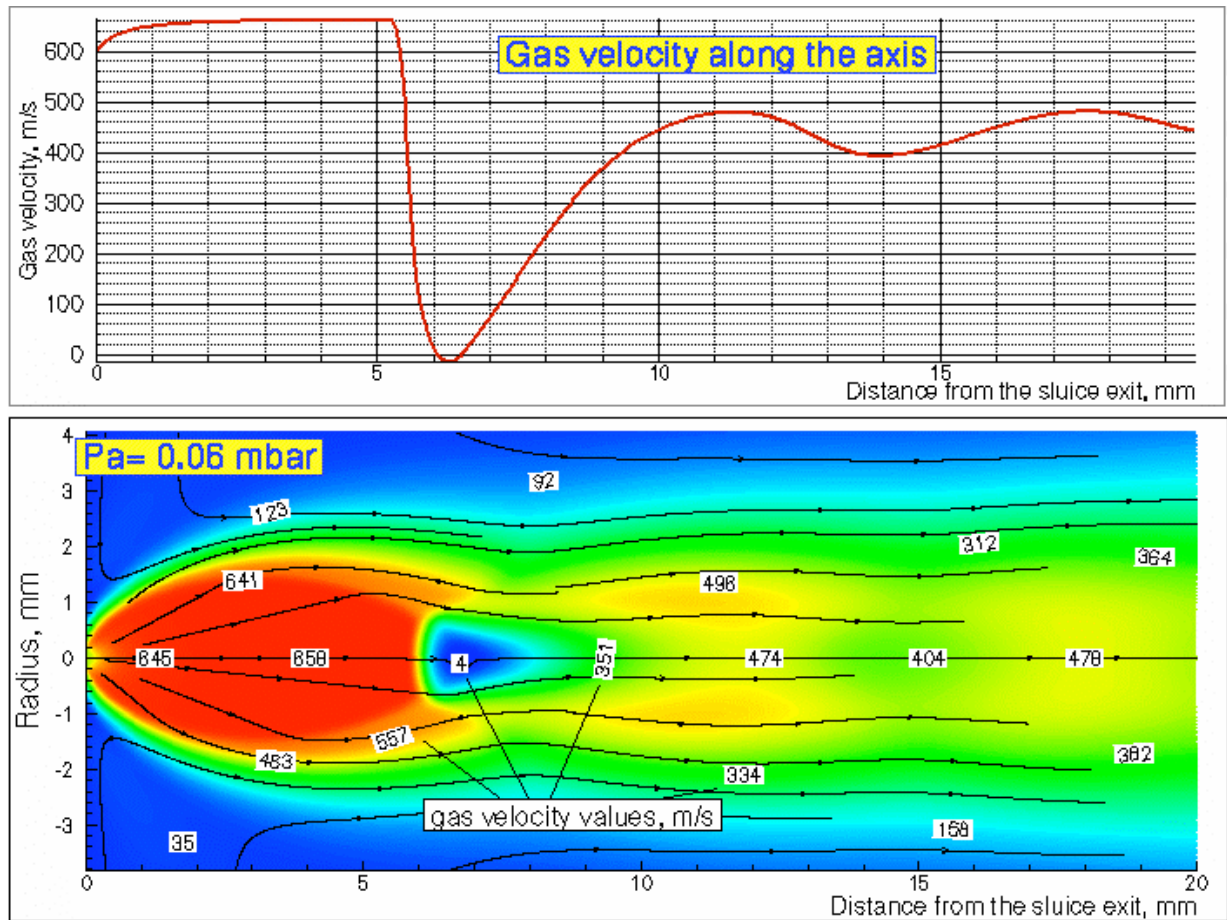 Gas velocity along the axis
Gas velocity, m/s
600
500
400
300
200
100
0
0 5 10 15
Distance from the sluice exit, mm
Pa= 0.06 mbar
Radius, mm
4
3
2
1
0
-1
-2
-3
92
123
312
364
641
496
645 658 4 351 474 404 478
557
483
382
334
gas velocity values, m/s
35
158
0 5 10 15 20
Distance from the sluice exit, mm